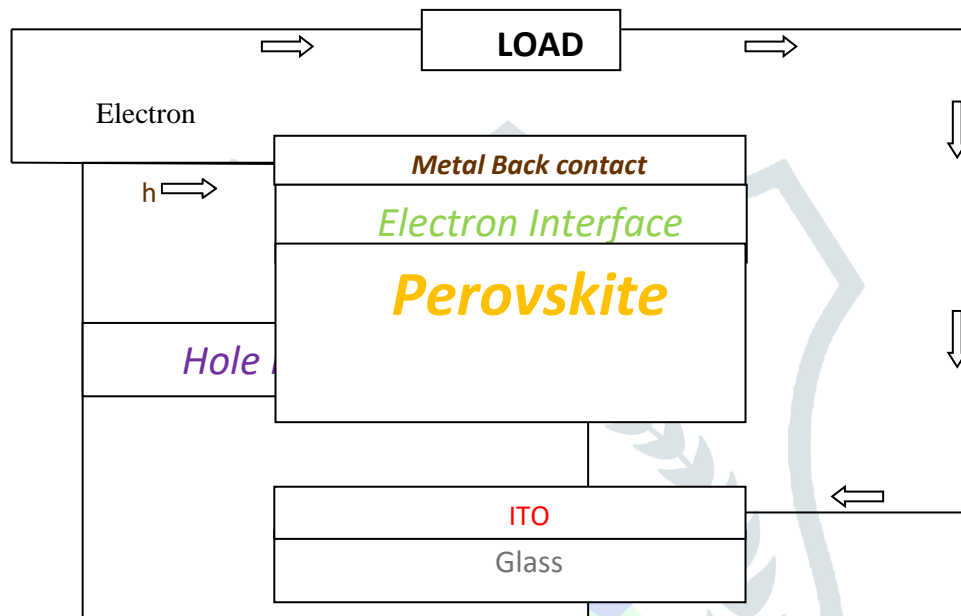 LOAD
Electron
Metal Back contact
h
Electron Interface
Perovskite
Hole
ITO
Glass